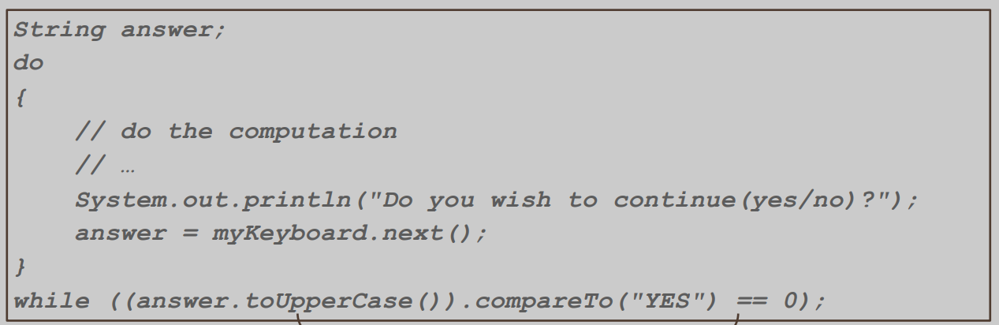 String answer;
do
{
    // do the computation
    // …
    System.out.println("Do you wish to continue(yes/no)?");
    answer = myKeyboard.next();
}
while ((answer.toUpperCase()).compareTo("YES") == 0);